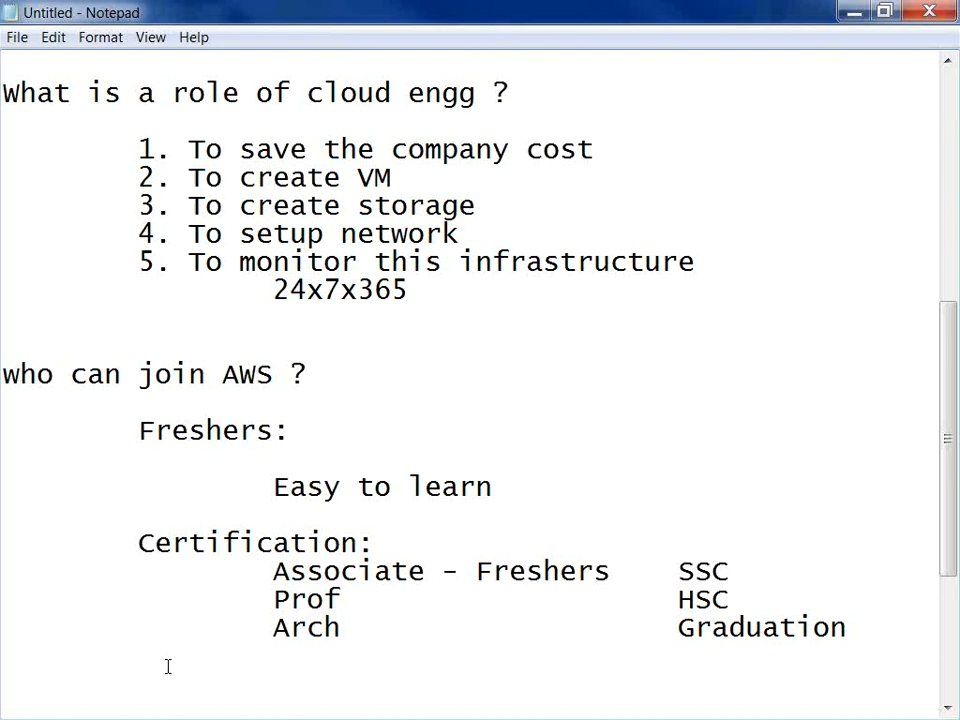 Untitled - Notepad
File Edit Format View Help
What is a role of cloud engg ?
1. To save the company cost
2. To create VM
3. To create storage
4. To setup network
5. To monitor this infrastructure
24x7x365
who can join AWS ?
Freshers:
Easy to learn
Certification:
Associate - Freshers SSC
Prof HSC
Arch Graduation